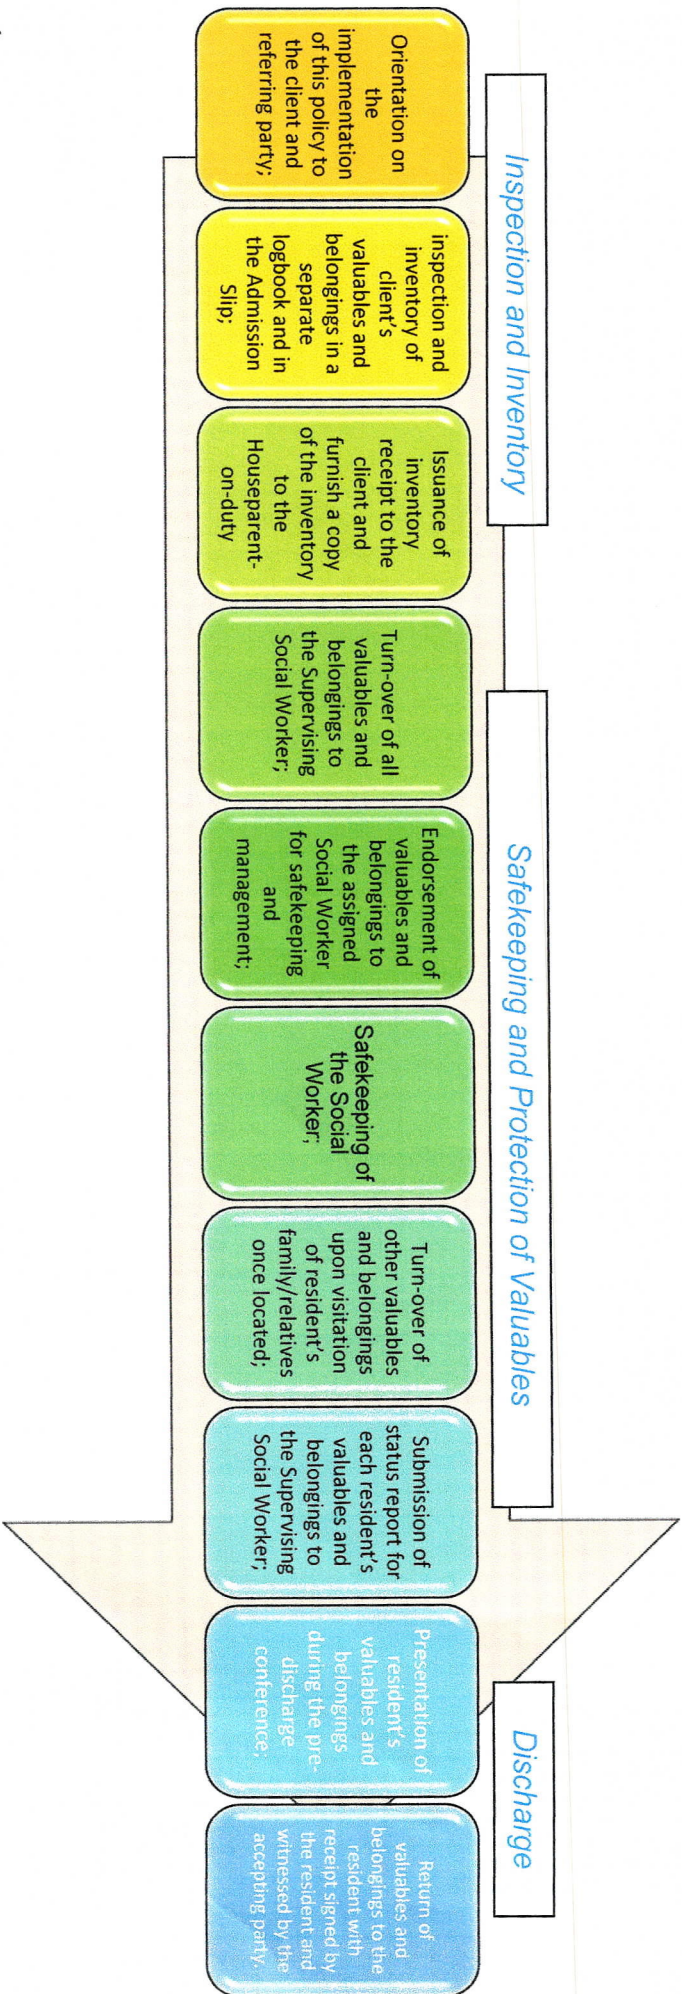 Inspection and Inventory
Safekeeping and Protection of Valuables
Discharge
Orientation on
the
implementation
of this policy to
the client and
referring party;
inspection and
inventory of
client's
valuables and
belongings in a
separate
logbook and in
the Admission
Slip;
Issuance of
inventory
receipt to the
client and
furnish a copy
of the inventory
to the
Houseparent-
on-duty
Turn-over of all
valuables and
belongings to
the Supervising
Social Worker;
Endorsement of
valuables and
belongings to
the assigned
Social Worker
for safekeeping
and
management;
Safekeeping of
the Social
Worker;
Turn-over of
other valuables
and belongings
upon visitation
of resident's
family/relatives
once located;
Submission of
status report for
each resident's
valuables and
belongings to
the Supervising
Social Worker;
Presentation of
resident's
valuables and
belongings
during the pre-
discharge
conference;
Return of
valuables and
belongings to the
resident with
receipt signed by
the resident and
witnessed by the
accepting party.